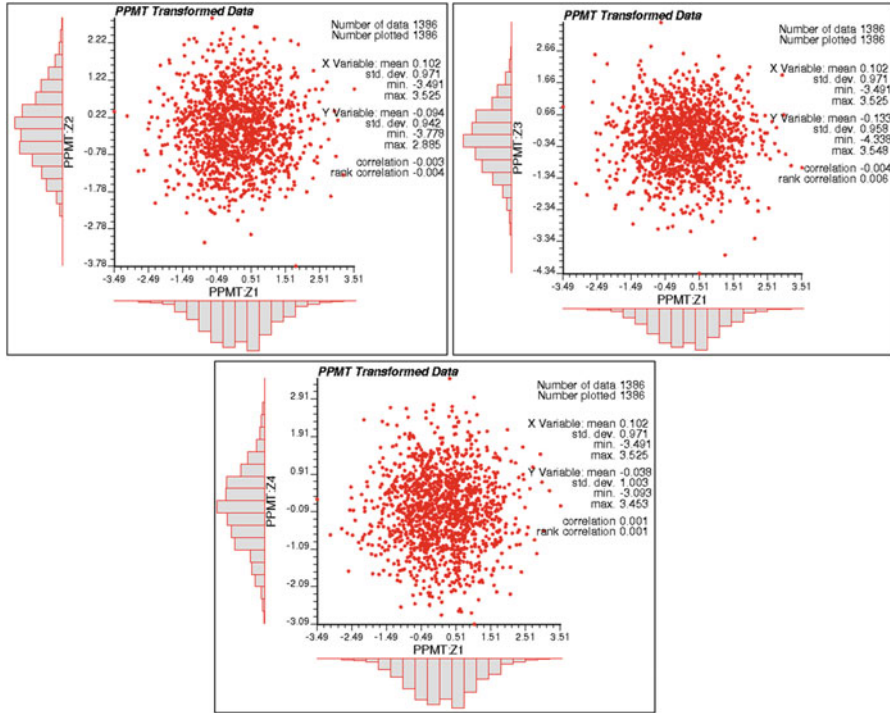 PPMT Transformed Data
Number of data 1386
Number plotted 1386
X Variable: mean 0.102
std. dev. 0.971
min. -3.491
max. 3.525
Y Variable: mean -0.094
std. dev. 0.942
min. -3.778
max. 2.885
correlation -0.003
rank correlation -0.004
PPMT:Z2
2.22
1.22
0.22
-0.78
-1.78
-2.78
-3.78
-3.49 -2.49 -1.49 -0.49 0.51 1.51 2.51 3.51
PPMT:Z1
PPMT Transformed Data
Number of data 1386
Number plotted 1386
X Variable: mean 0.102
std. dev. 0.971
min. -3.491
max. 3.525
Y Variable: mean -0.133
std. dev. 0.958
min. -4.338
max. 3.548
correlation -0.004
rank correlation 0.006
PPMT:Z3
2.66
1.66
0.66
-0.34
-1.34
-2.34
-3.34
-4.34
-3.49 -2.49 -1.49 -0.49 0.51 1.51 2.51 3.51
PPMT:Z1
PPMT Transformed Data
Number of data 1386
Number plotted 1386
X Variable: mean 0.102
std. dev. 0.971
min. -3.491
max. 3.525
Y Variable: mean -0.038
std. dev. 1.003
min. -3.093
max. 3.453
correlation 0.001
rank correlation 0.001
PPMT:Z4
2.91
1.91
0.91
-0.09
-1.09
-2.09
-3.09
-3.49 -2.49 -1.49 -0.49 0.51 1.51 2.51 3.51
PPMT:Z1